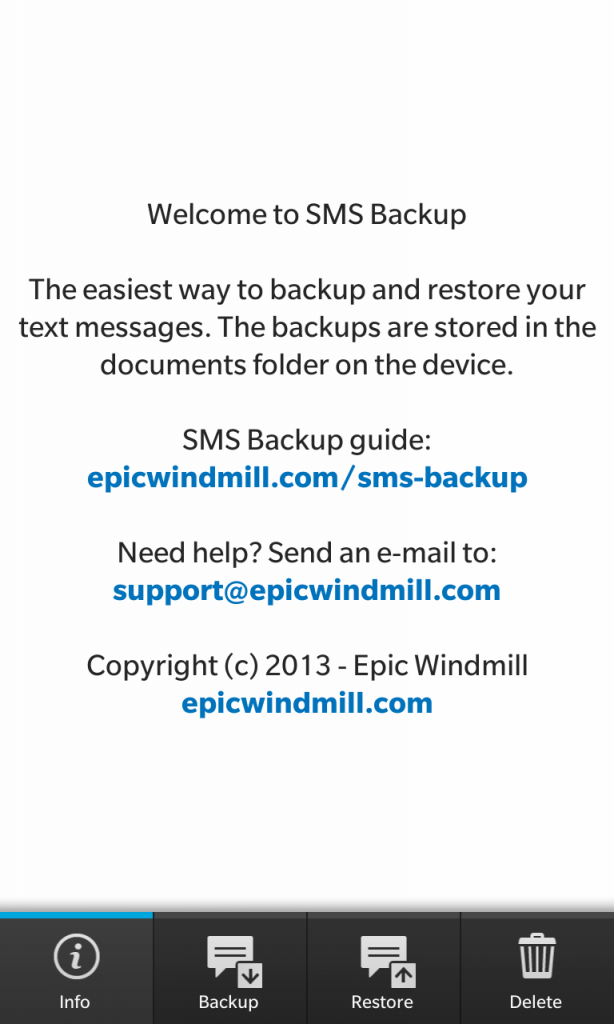 Welcome to SMS Backup
The easiest way to backup and restore your
text messages. The backups are stored in the
documents folder on the device.
SMS Backup guide:
epicwindmill.com/sms-backup
Need help? Send an e-mail to:
support@epicwindmill.com
Copyright (c) 2013 - Epic Windmill
epicwindmill.com
Info
Backup
Restore
Delete